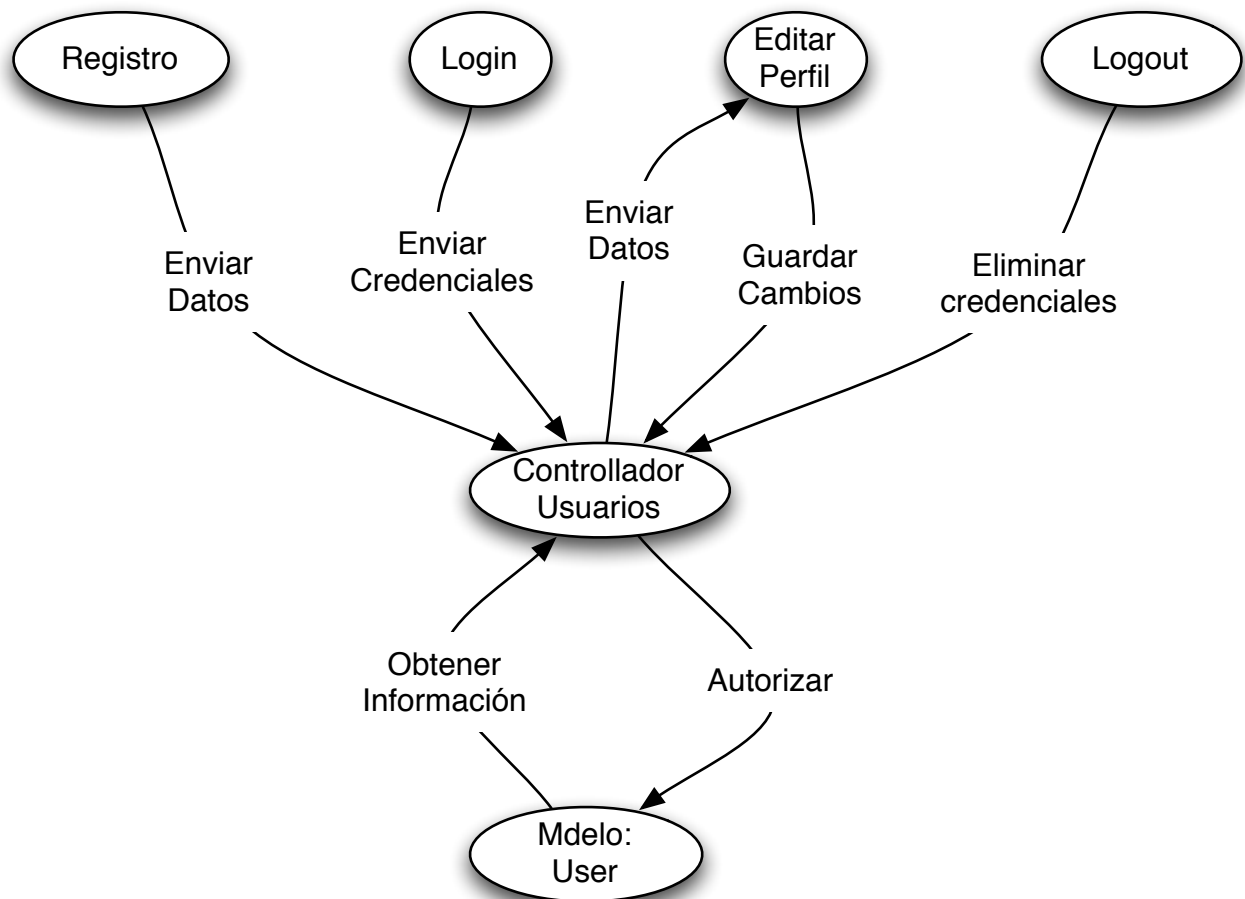 Registro
Login
Editar
Perfil
Logout
Enviar
Datos
Enviar
Credenciales
Enviar
Datos
Guardar
Cambios
Eliminar
credenciales
Controllador
Usuarios
Obtener
Información
Autorizar
Mdelo:
User